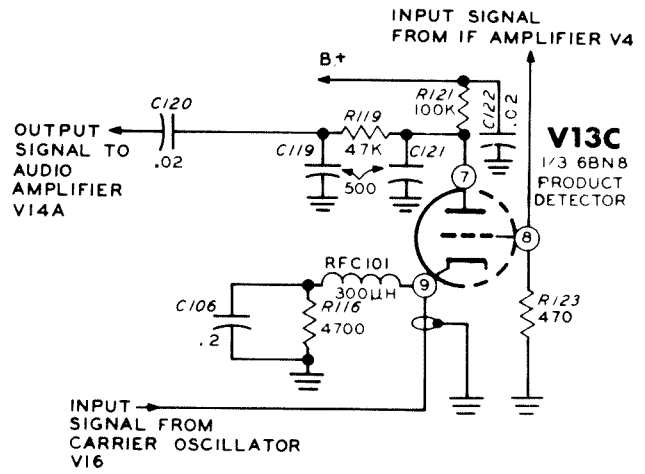 INPUT SIGNAL
FROM IF AMPLIFIER V4
B+
C120
.02
OUTPUT
SIGNAL TO
AUDIO
AMPLIFIER
V14A
R119
47K
C119
500
C121
R121
100K
C122
.02
V13C
1/3 6BN8
PRODUCT
DETECTOR
7
8
9
RFC101
300µH
C106
.2
R116
4700
R123
470
INPUT
SIGNAL FROM
CARRIER OSCILLATOR
V16